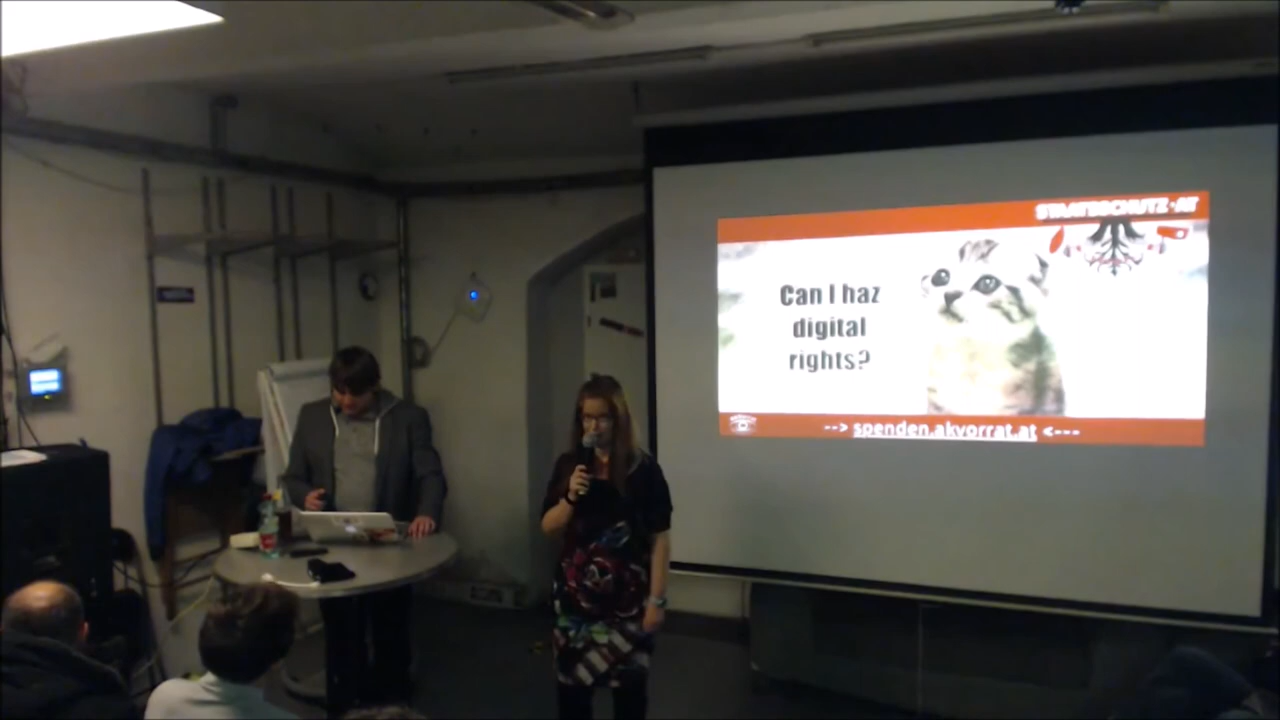 STAATSSCHUTZ.AT
Can I haz
digital
rights?
--> spenden.akvorrat.at <---